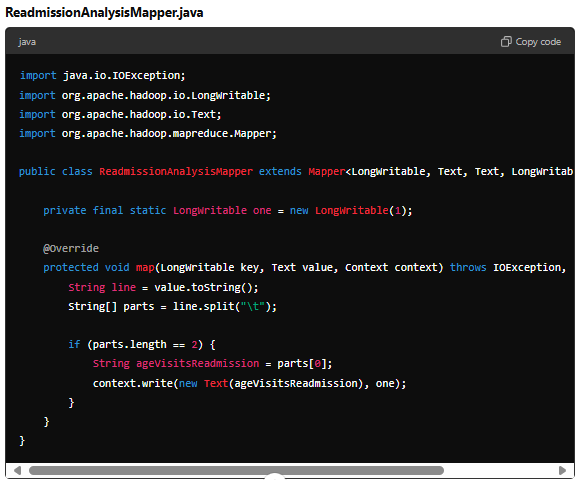 ReadmissionAnalysisMapper.java
java
Copy code
import java.io.IOException;
import org.apache.hadoop.io.LongWritable;
import org.apache.hadoop.io.Text;
import org.apache.hadoop.mapreduce.Mapper;
public class ReadmissionAnalysisMapper extends Mapper<LongWritable, Text, Text, LongWritab
private final static LongWritable one = new LongWritable(1);
@Override
protected void map(LongWritable key, Text value, Context context) throws IOException,
String line = value.toString();
String[] parts = line.split("\t");
if (parts.length == 2) {
String ageVisitsReadmission = parts[0];
context.write(new Text(ageVisitsReadmission), one);
}
}
}